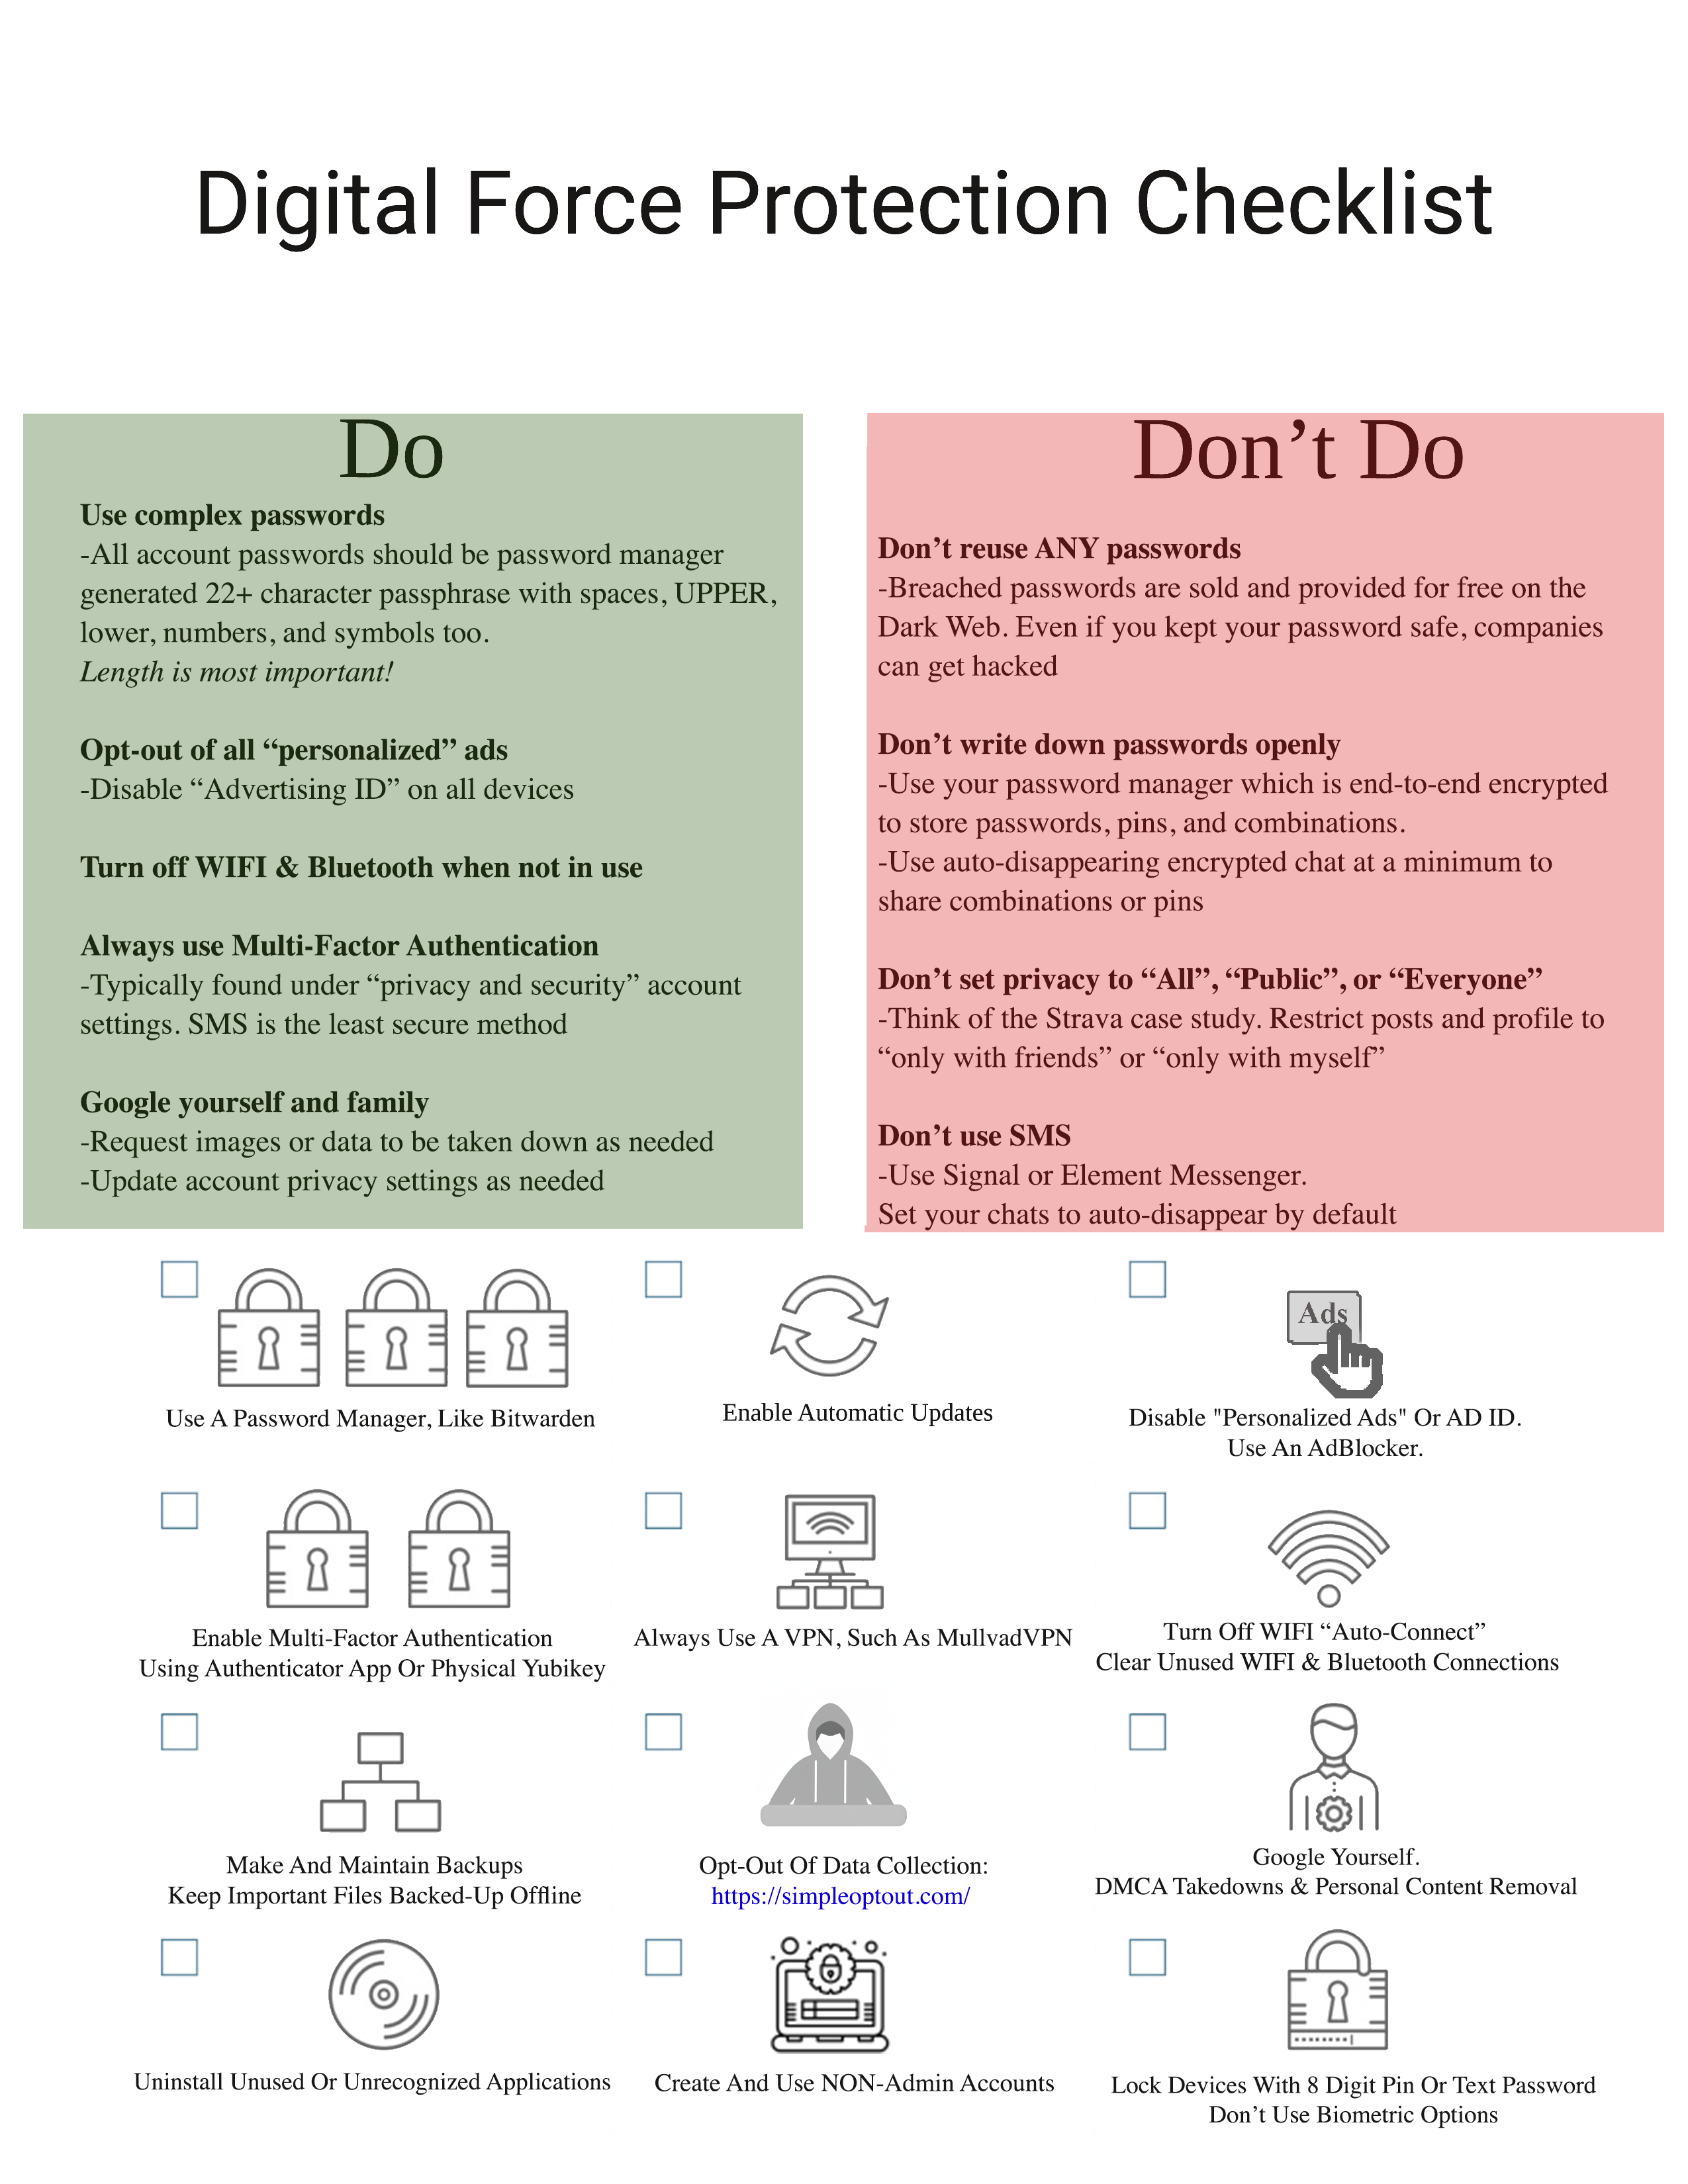 Digital Force Protection Checklist
Do
Use complex passwords
-All account passwords should be password manager
generated 22+ character passphrase with spaces, UPPER,
lower, numbers, and symbols too.
Length is most important!
Opt-out of all “personalized” ads
-Disable “Advertising ID” on all devices
Turn off WIFI & Bluetooth when not in use
Always use Multi-Factor Authentication
-Typically found under “privacy and security” account
settings. SMS is the least secure method
Google yourself and family
-Request images or data to be taken down as needed
-Update account privacy settings as needed
Don’t Do
Don’t reuse ANY passwords
-Breached passwords are sold and provided for free on the
Dark Web. Even if you kept your password safe, companies
can get hacked
Don’t write down passwords openly
-Use your password manager which is end-to-end encrypted
to store passwords, pins, and combinations.
-Use auto-disappearing encrypted chat at a minimum to
share combinations or pins
Don’t set privacy to “All”, “Public”, or “Everyone”
-Think of the Strava case study. Restrict posts and profile to
“only with friends” or “only with myself”
Don’t use SMS
-Use Signal or Element Messenger.
Set your chats to auto-disappear by default
Use A Password Manager, Like Bitwarden
Enable Automatic Updates
Ads
Disable "Personalized Ads" Or AD ID.
Use An AdBlocker.
Enable Multi-Factor Authentication
Using Authenticator App Or Physical Yubikey
Always Use A VPN, Such As MullvadVPN
Turn Off WIFI “Auto-Connect”
Clear Unused WIFI & Bluetooth Connections
Make And Maintain Backups
Keep Important Files Backed-Up Offline
Opt-Out Of Data Collection:
https://simpleoptout.com/
Google Yourself.
DMCA Takedowns & Personal Content Removal
Uninstall Unused Or Unrecognized Applications
Create And Use NON-Admin Accounts
Lock Devices With 8 Digit Pin Or Text Password
Don’t Use Biometric Options